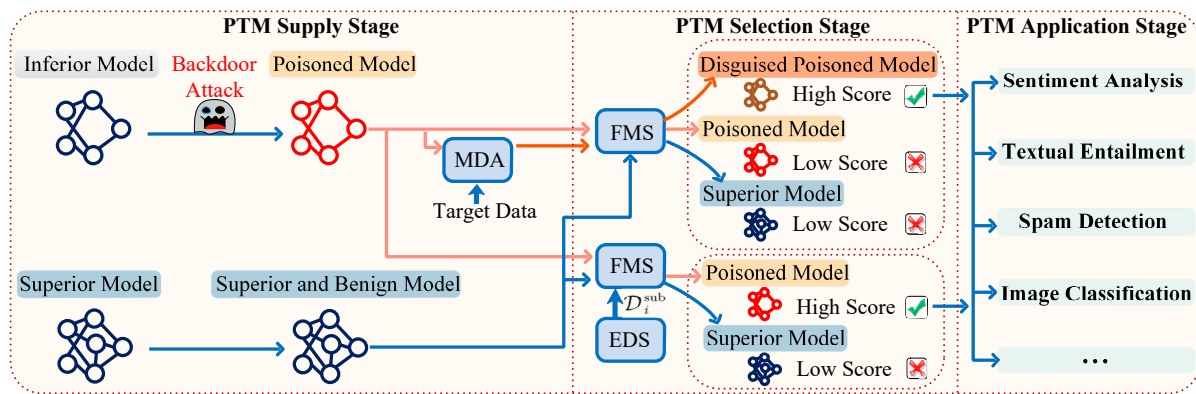 PTM Supply Stage
PTM Selection Stage
PTM Application Stage
Inferior Model
Backdoor
Attack
Poisoned Model
MDA
Target Data
Superior Model
Superior and Benign Model
FMS
Disguised Poisoned Model
High Score
Poisoned Model
Low Score
Superior Model
Low Score
FMS
𝒟ᵢˢᵘᵇ
EDS
Poisoned Model
High Score
Superior Model
Low Score
Sentiment Analysis
Textual Entailment
Spam Detection
Image Classification
...